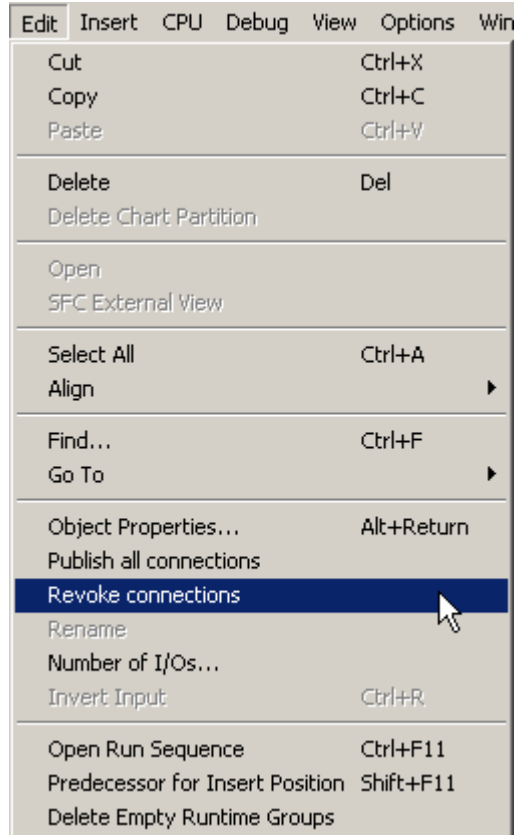 Edit Insert CPU Debug View Options Win
Cut Ctrl+X
Copy Ctrl+C
Paste Ctrl+V
Delete Del
Delete Chart Partition
Open
SFC External View
Select All Ctrl+A
Align
Find... Ctrl+F
Go To
Object Properties... Alt+Return
Publish all connections
Revoke connections
Rename
Number of I/Os...
Invert Input Ctrl+R
Open Run Sequence Ctrl+F11
Predecessor for Insert Position Shift+F11
Delete Empty Runtime Groups